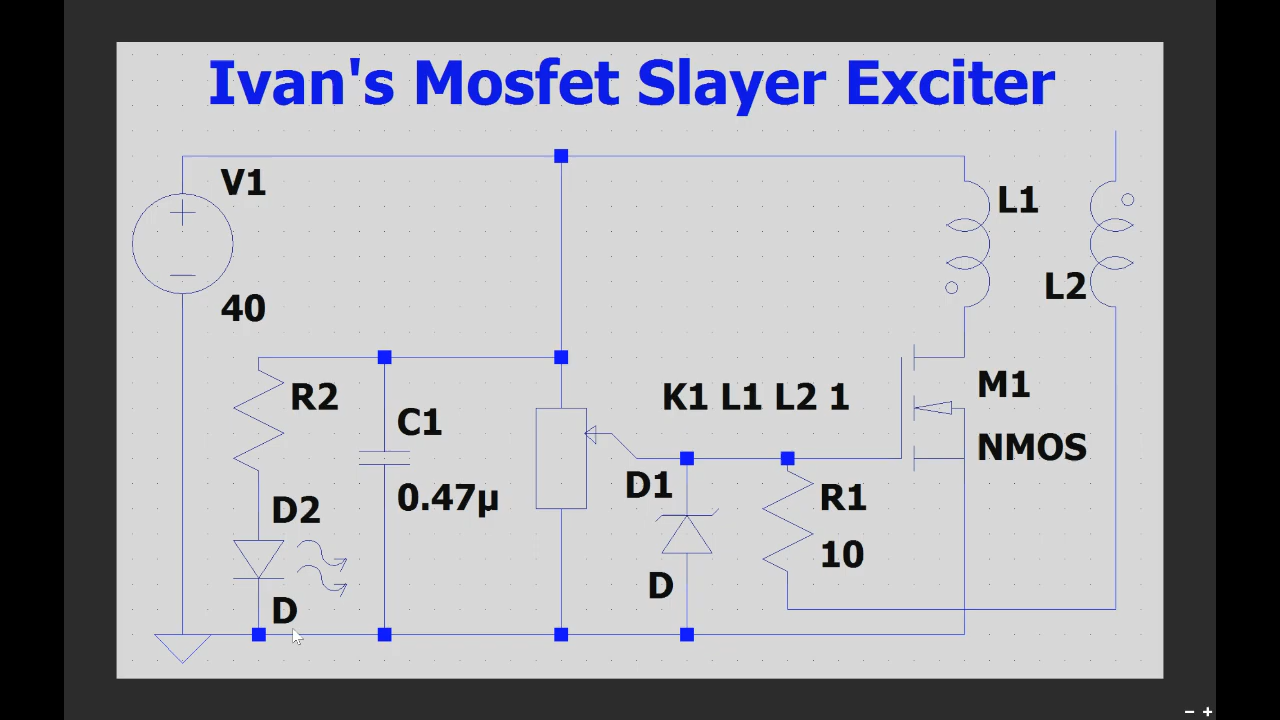 Ivan's Mosfet Slayer Exciter
V1
40
R2
C1
0.47µ
D2
D
K1 L1 L2 1
D1
D
R1
10
L1
L2
M1
NMOS